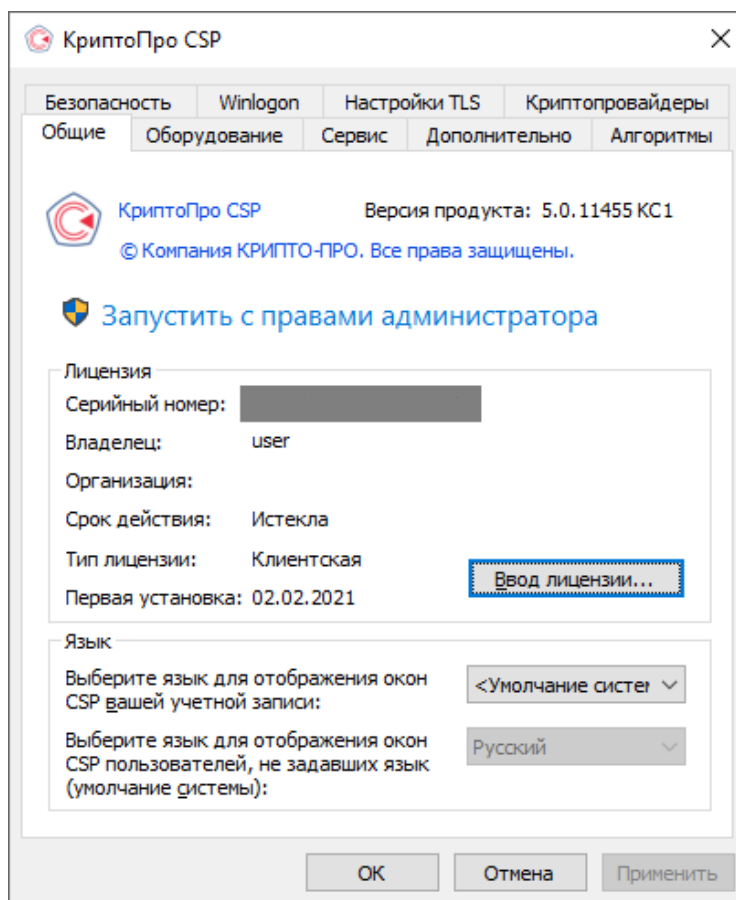 КриптоПро CSP
Безопасность Winlogon Настройки TLS Криптопровайдеры
Общие Оборудование Сервис Дополнительно Алгоритмы
КриптоПро CSP Версия продукта: 5.0.11455 КС1
© Компания КРИПТО-ПРО. Все права защищены.
Запустить с правами администратора
Лицензия
Серийный номер:
Владелец: user
Организация:
Срок действия: Истекла
Тип лицензии: Клиентская
Ввод лицензии...
Первая установка: 02.02.2021
Язык
Выберите язык для отображения окон
CSP вашей учетной записи:
<Умолчание систег
Выберите язык для отображения окон
CSP пользователей, не задавших язык
(умолчание системы):
Русский
ОК Отмена Применить